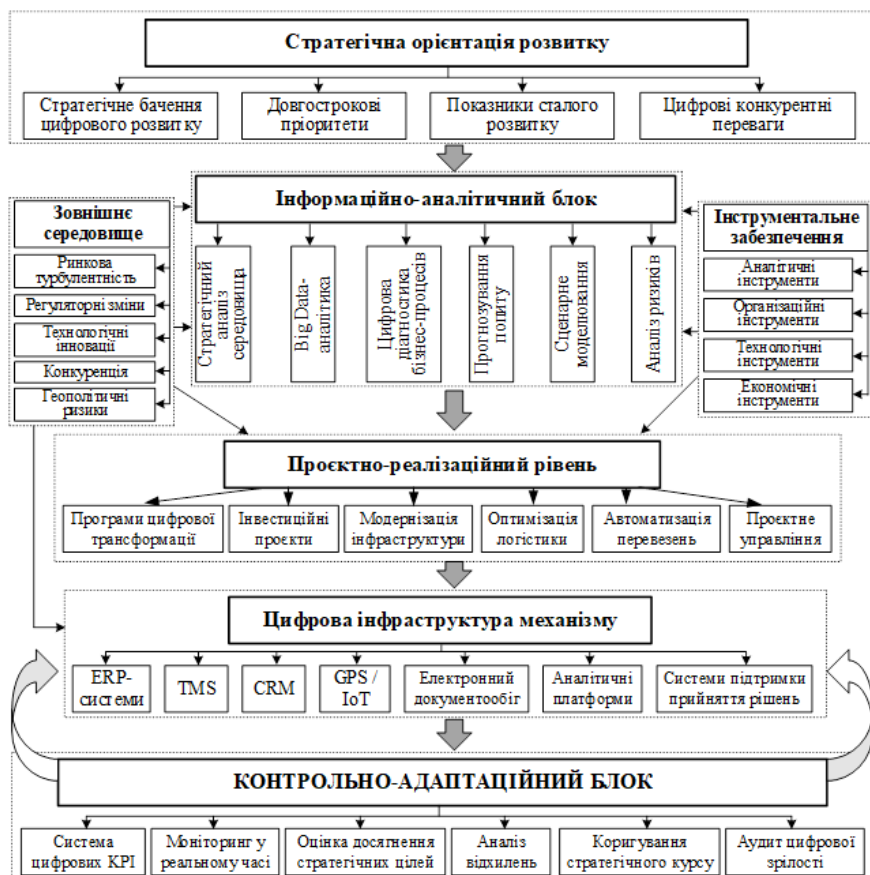 Стратегічна орієнтація розвитку
Стратегічне бачення
цифрового розвитку
Довгострокові
пріоритети
Показники сталого
розвитку
Цифрові конкурентні
переваги
Інформаційно-аналітичний блок
Зовнішнє
середовище
Ринкова
турбулентність
Регуляторні зміни
Технологічні
інновації
Конкуренція
Геополітичні
ризики
Стратегічний
аналіз
середовища
Big Data-
аналітика
Цифрова
діагностика
бізнес-процесів
Прогнозування
попиту
Сценарне
моделювання
Аналіз ризиків
Інструментальне
забезпечення
Аналітичні
інструменти
Організаційні
інструменти
Технологічні
інструменти
Економічні
інструменти
Проєктно-реалізаційний рівень
Програми цифрової
трансформації
Інвестиційні
проєкти
Модернізація
інфраструктури
Оптимізація
логістики
Автоматизація
перевезень
Проєктне
управління
Цифрова інфраструктура механізму
ERP-
системи
TMS
CRM
GPS /
IoT
Електронний
документообіг
Аналітичні
платформи
Системи підтримки
прийняття рішень
КОНТРОЛЬНО-АДАПТАЦІЙНИЙ БЛОК
Система
цифрових KPI
Моніторинг у
реальному часі
Оцінка досягнення
стратегічних цілей
Аналіз
відхилень
Коригування
стратегічного курсу
Аудит цифрової
зрілості